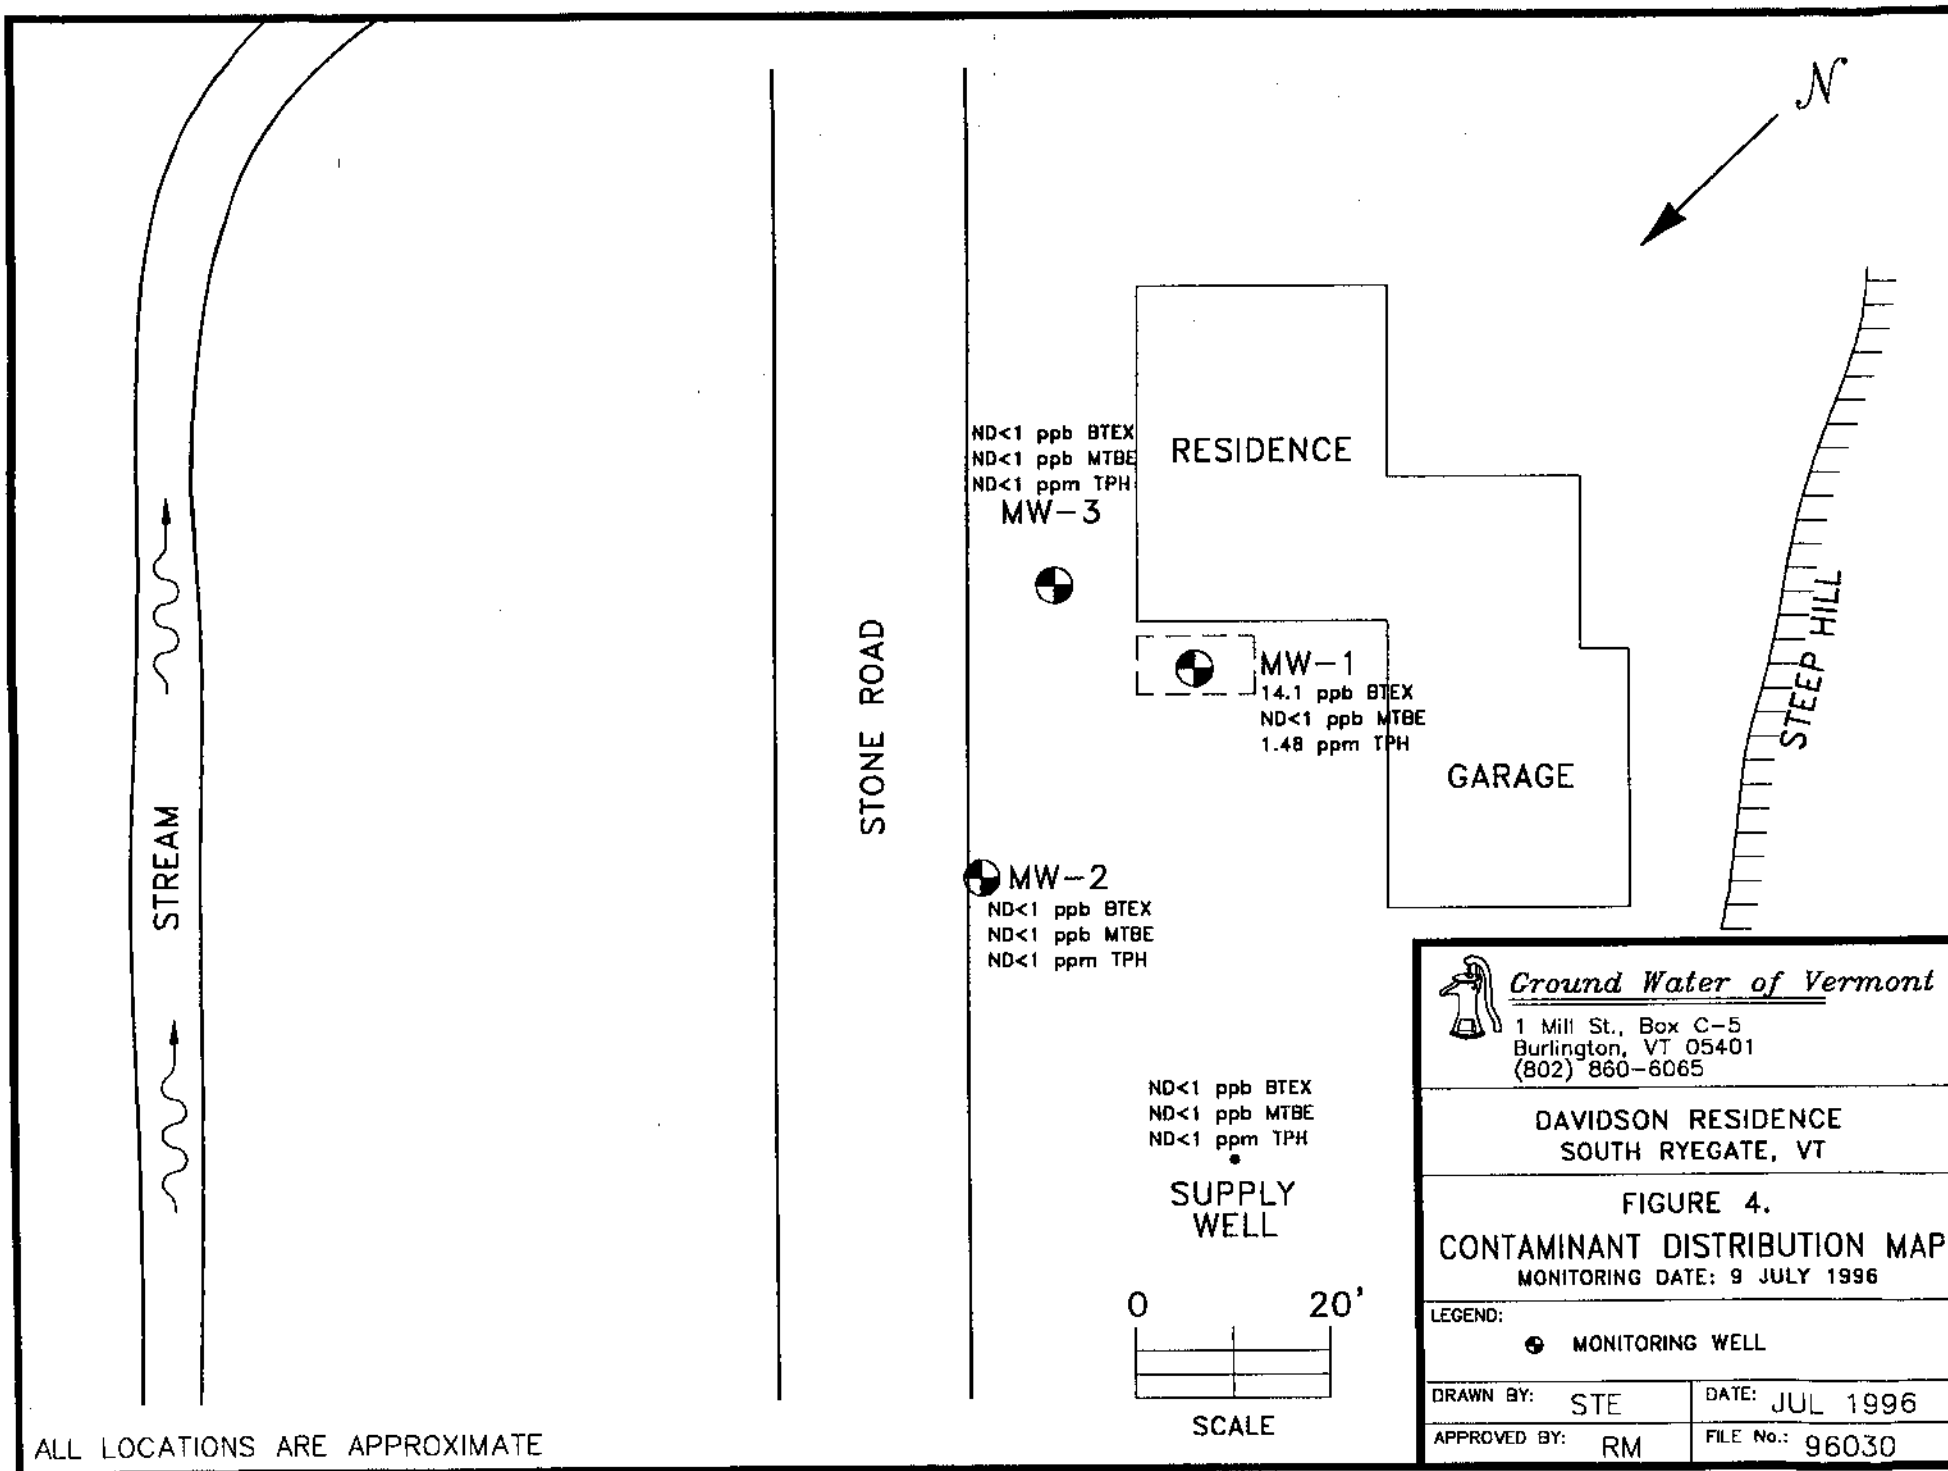 N
ND<1 ppb BTEX
ND<1 ppb MTBE
ND<1 ppm TPH
MW-3
RESIDENCE
MW-1
14.1 ppb BTEX
ND<1 ppb MTBE
1.48 ppm TPH
GARAGE
STEEP HILL
STONE ROAD
STREAM
MW-2
ND<1 ppb BTEX
ND<1 ppb MTBE
ND<1 ppm TPH
ND<1 ppb BTEX
ND<1 ppb MTBE
ND<1 ppm TPH
SUPPLY
WELL
0 20'
SCALE
ALL LOCATIONS ARE APPROXIMATE
Ground Water of Vermont
1 Mill St., Box C-5
Burlington, VT 05401
(802) 860-6065
DAVIDSON RESIDENCE
SOUTH RYEGATE, VT
FIGURE 4.
CONTAMINANT DISTRIBUTION MAP
MONITORING DATE: 9 JULY 1996
LEGEND:
MONITORING WELL
DRAWN BY: STE
DATE: JUL 1996
APPROVED BY: RM
FILE No.: 96030